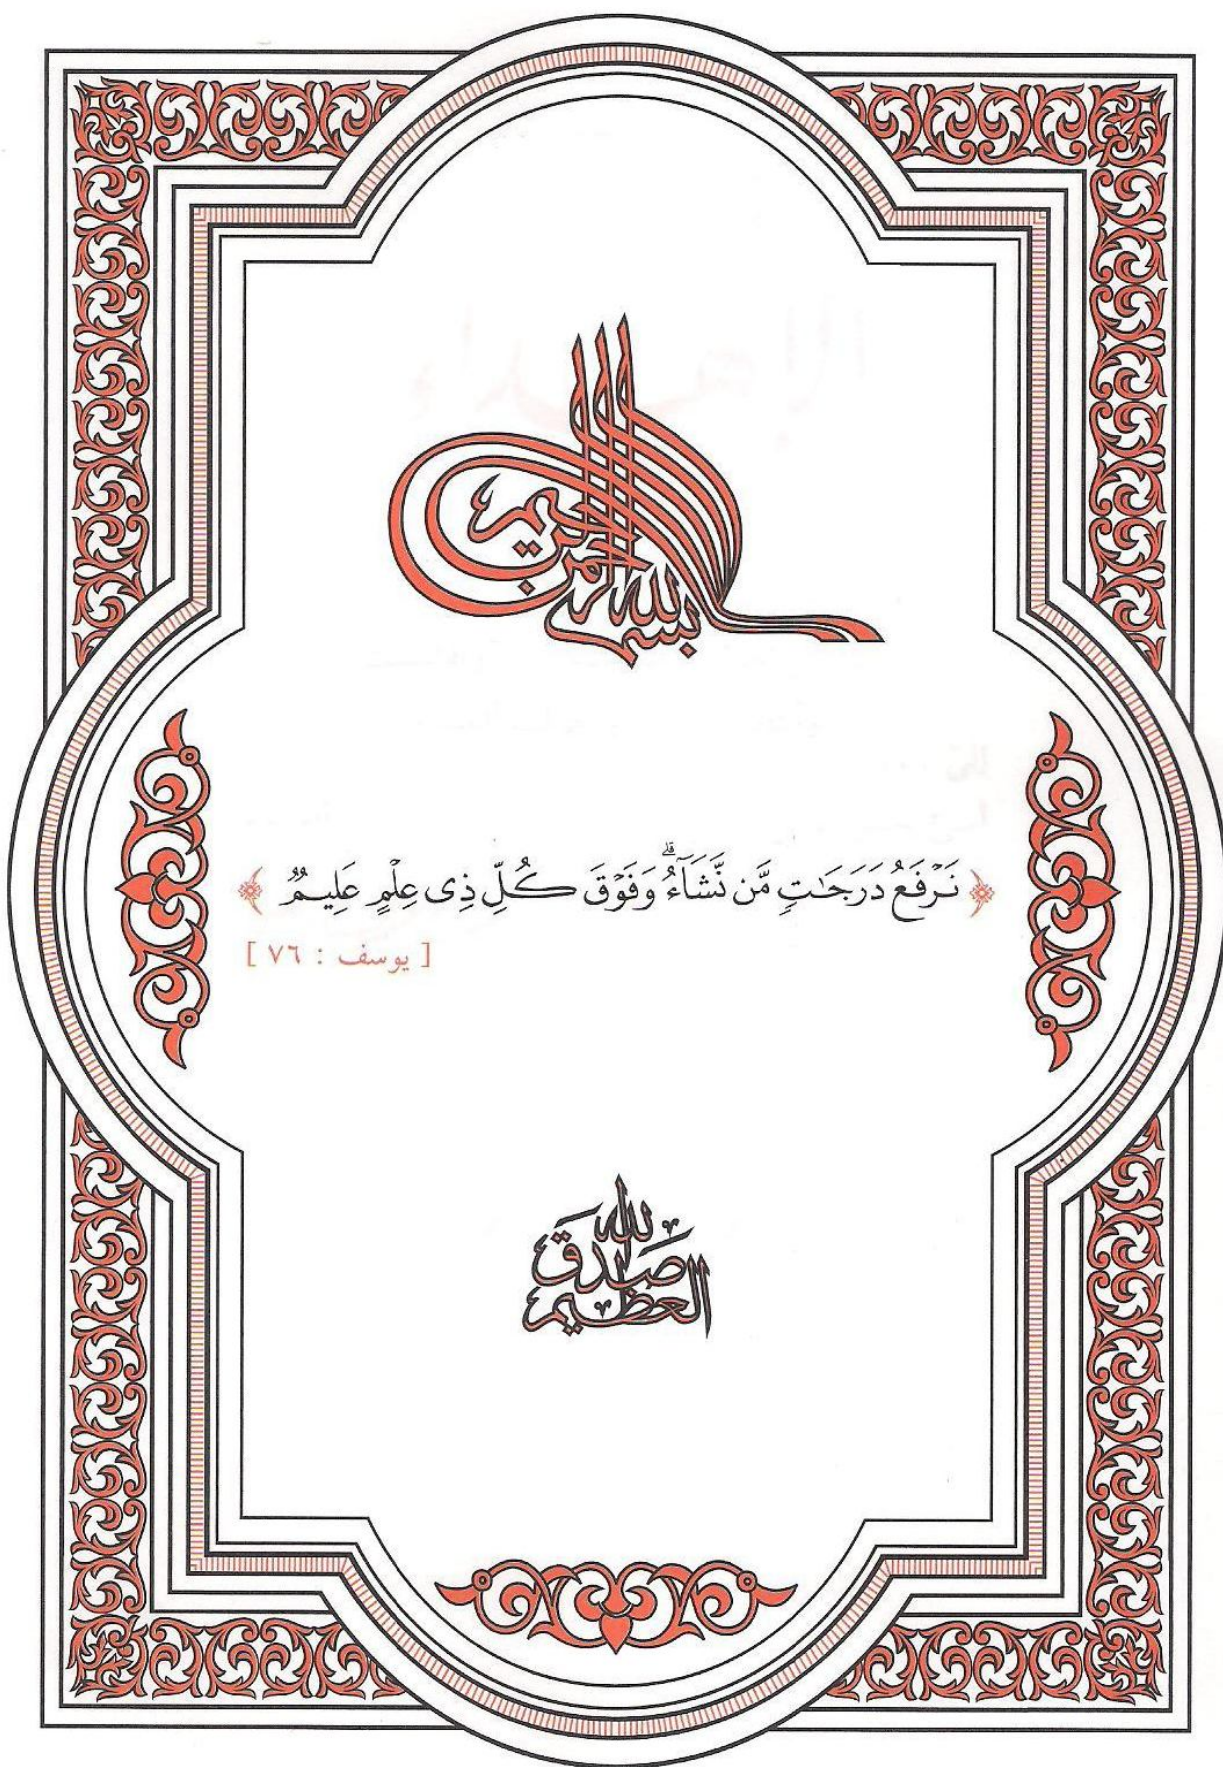 بسم الله الرحمن الرحيم
﴿ نَرْفَعُ دَرَجَٰتٍ مَّن نَّشَآءُ ۗ وَفَوْقَ كُلِّ ذِى عِلْمٍ عَلِيمٌ ﴾
[ يوسف : ٧٦ ]
صدق الله العظيم